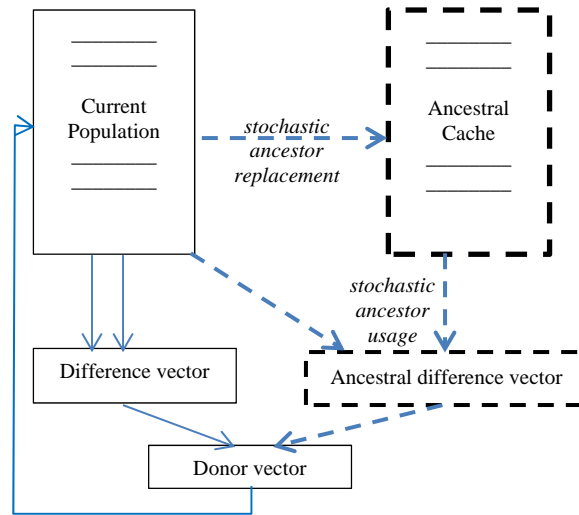 Current
Population
Ancestral
Cache
stochastic
ancestor
replacement
stochastic
ancestor
usage
Difference vector
Ancestral difference vector
Donor vector